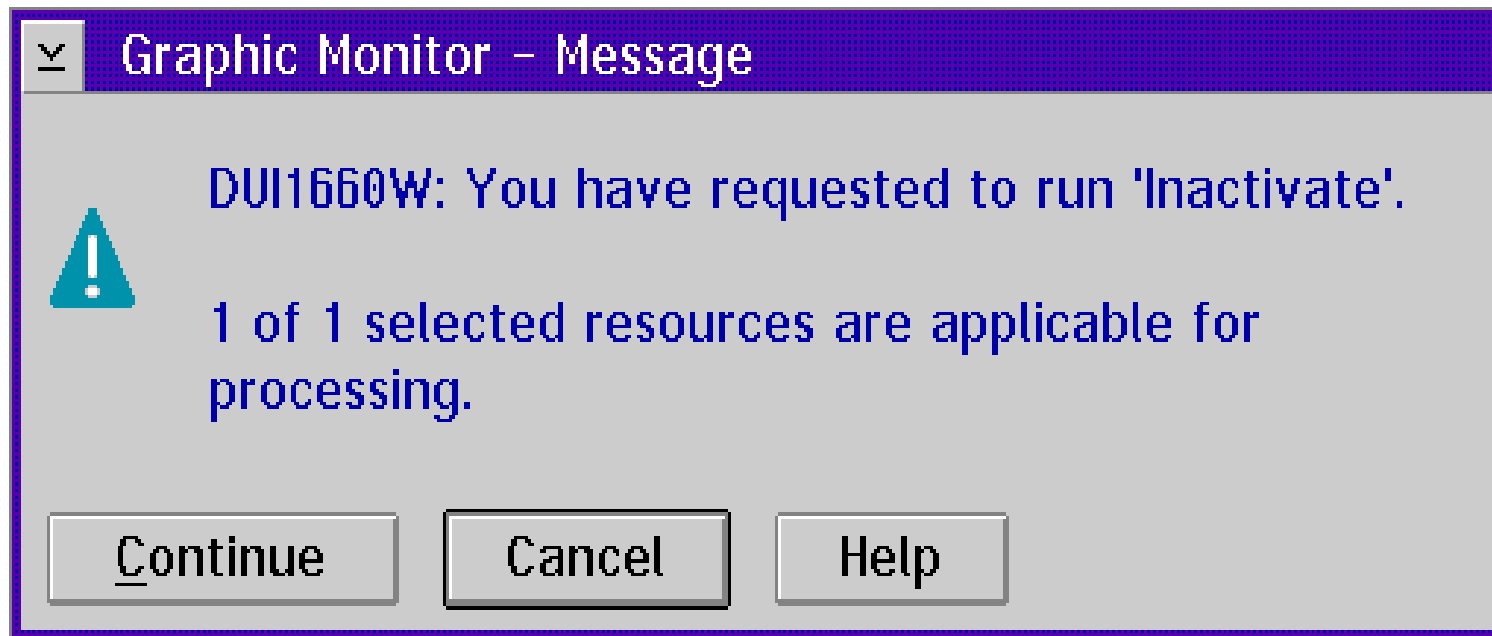 Graphic Monitor - Message
DUI1660W: You have requested to run 'Inactivate'.
1 of 1 selected resources are applicable for
processing.
Continue Cancel Help